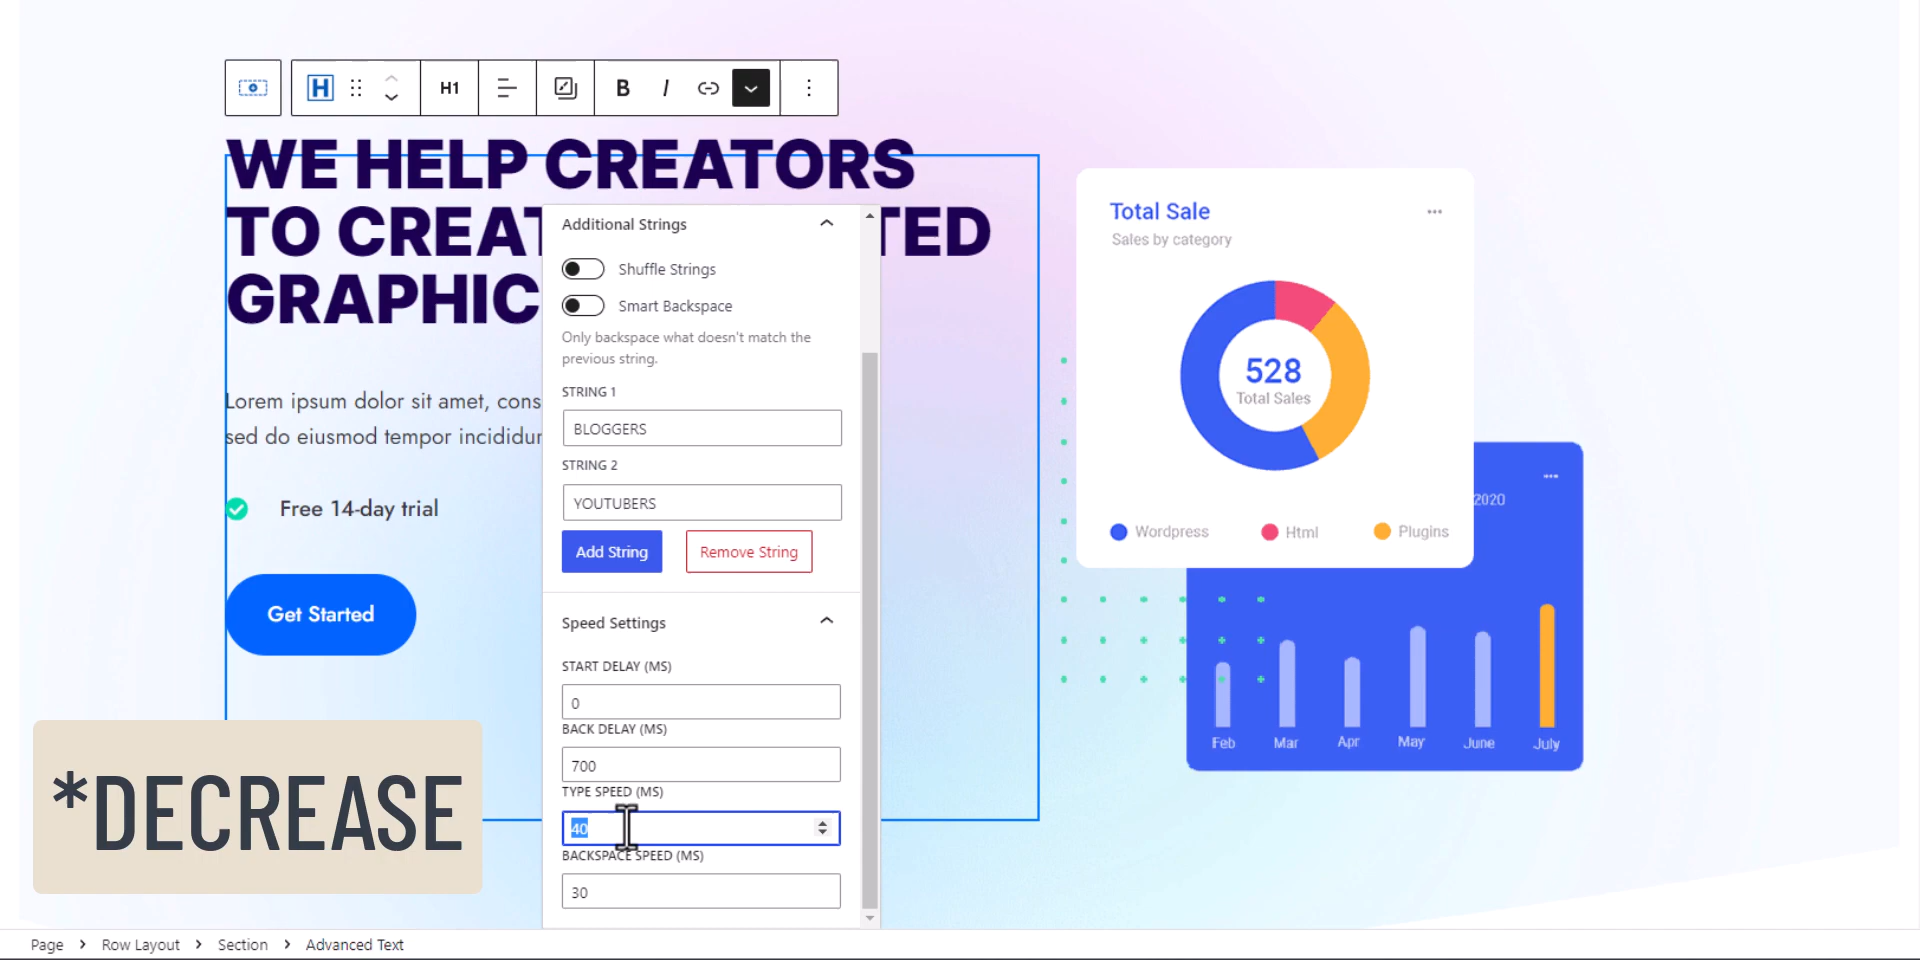 H H1 B I
WE HELP CREATORS
TO CREAT TED
GRAPHIC
Additional Strings
Shuffle Strings
Smart Backspace
Only backspace what doesn't match the
previous string.
STRING 1
BLOGGERS
STRING 2
YOUTUBERS
Add String Remove String
Speed Settings
START DELAY (MS)
0
BACK DELAY (MS)
700
TYPE SPEED (MS)
40
BACKSPACE SPEED (MS)
30
Lorem ipsum dolor sit amet, cons
sed do eiusmod tempor incididun
Free 14-day trial
Get Started
*DECREASE
Total Sale
Sales by category
528
Total Sales
Wordpress Html Plugins
2020
Feb Mar Apr May June July
Page > Row Layout > Section > Advanced Text